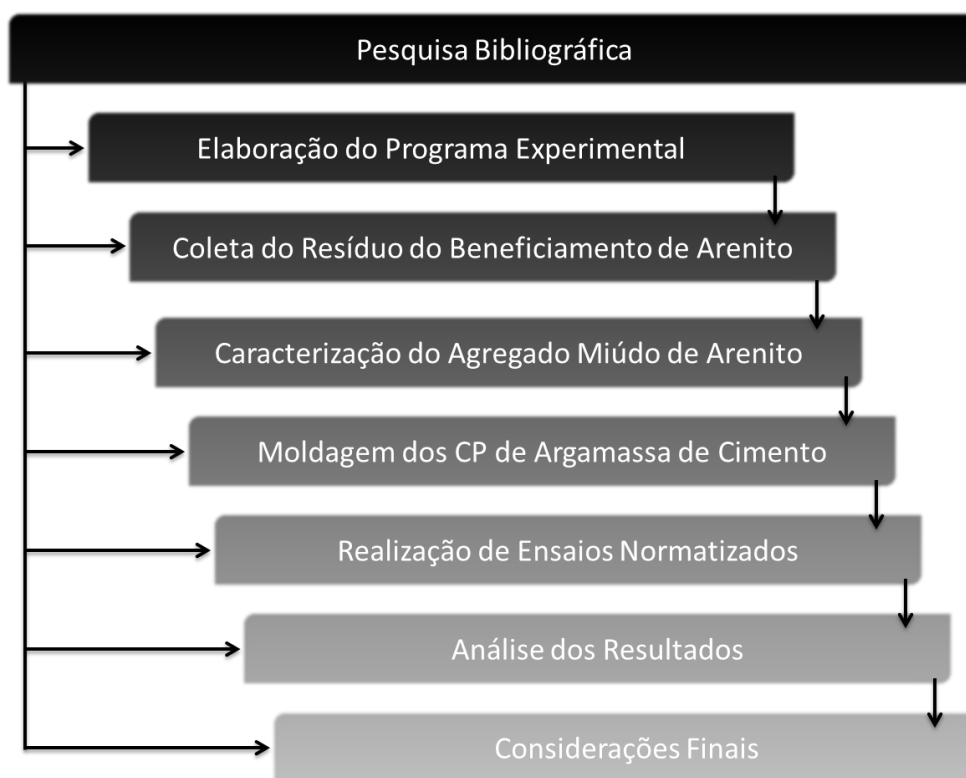 Pesquisa Bibliográfica
Elaboração do Programa Experimental
Coleta do Resíduo do Beneficiamento de Arenito
Caracterização do Agregado Miúdo de Arenito
Moldagem dos CP de Argamassa de Cimento
Realização de Ensaios Normatizados
Análise dos Resultados
Considerações Finais